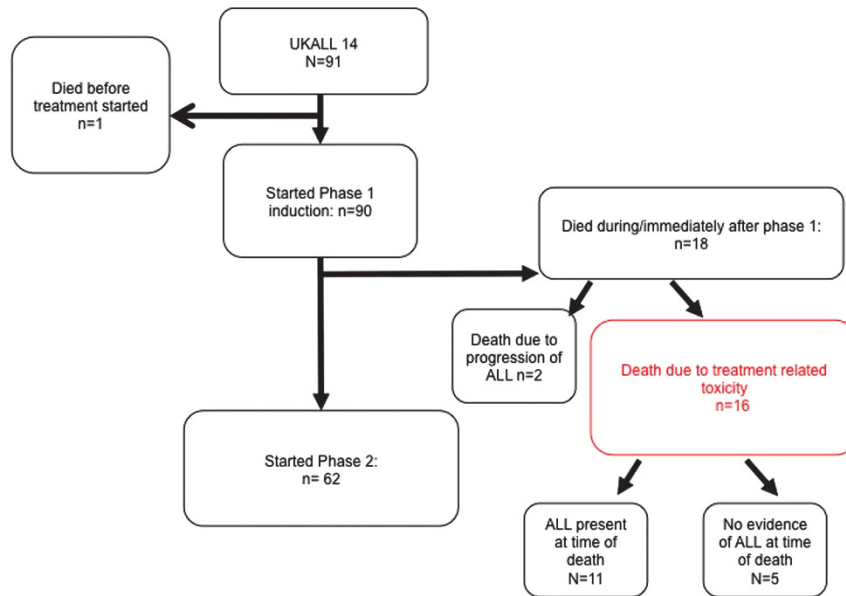 UKALL 14
N=91
Died before
treatment started
n=1
Started Phase 1
induction: n=90
Died during/immediately after phase 1:
n=18
Death due to
progression of
ALL n=2
Death due to treatment related
toxicity
n=16
Started Phase 2:
n= 62
ALL present
at time of
death
N=11
No evidence
of ALL at time
of death
N=5